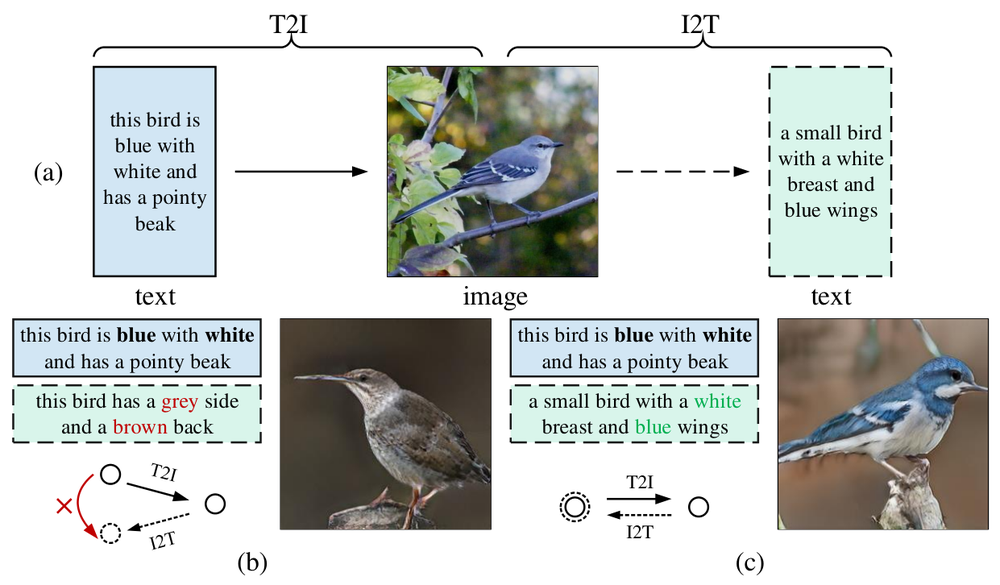 T2I
I2T
(a)
this bird is
blue with
white and
has a pointy
beak
a small bird
with a white
breast and
blue wings
text
image
text
this bird is blue with white
and has a pointy beak
this bird has a grey side
and a brown back
T2I
I2T
(b)
this bird is blue with white
and has a pointy beak
a small bird with a white
breast and blue wings
T2I
I2T
(c)